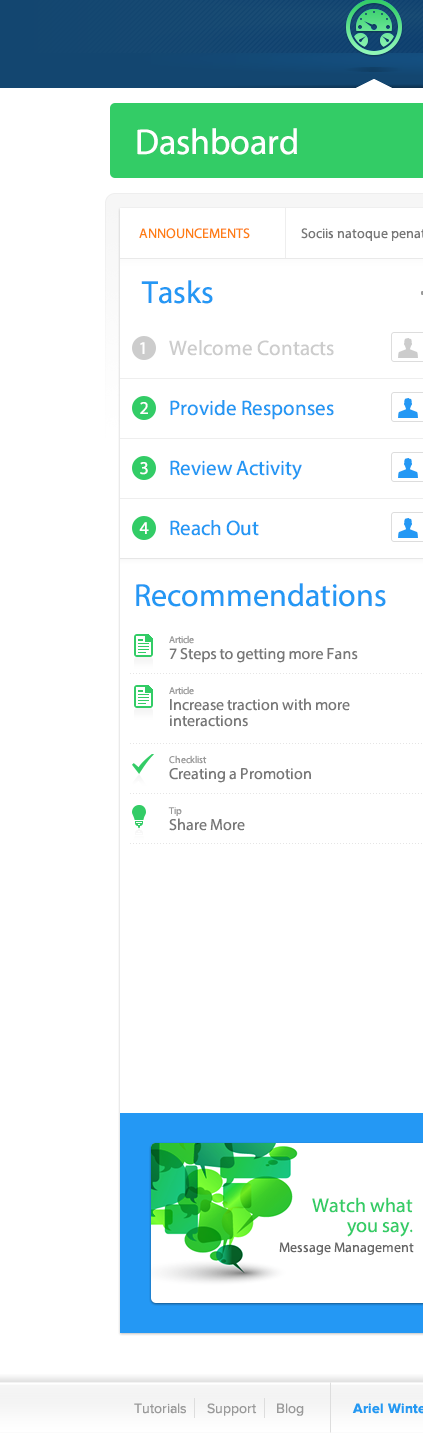 Dashboard
ANNOUNCEMENTS
Sociis natoque
Tasks
1 Welcome Contacts
2 Provide Responses
3 Review Activity
4 Reach Out
Recommendations
Article
7 Steps to getting more Fans
Article
Increase traction with more
interactions
Checklist
Creating a Promotion
Tip
Share More
Watch what
you say.
Message Management
Tutorials
Support
Blog
Ariel